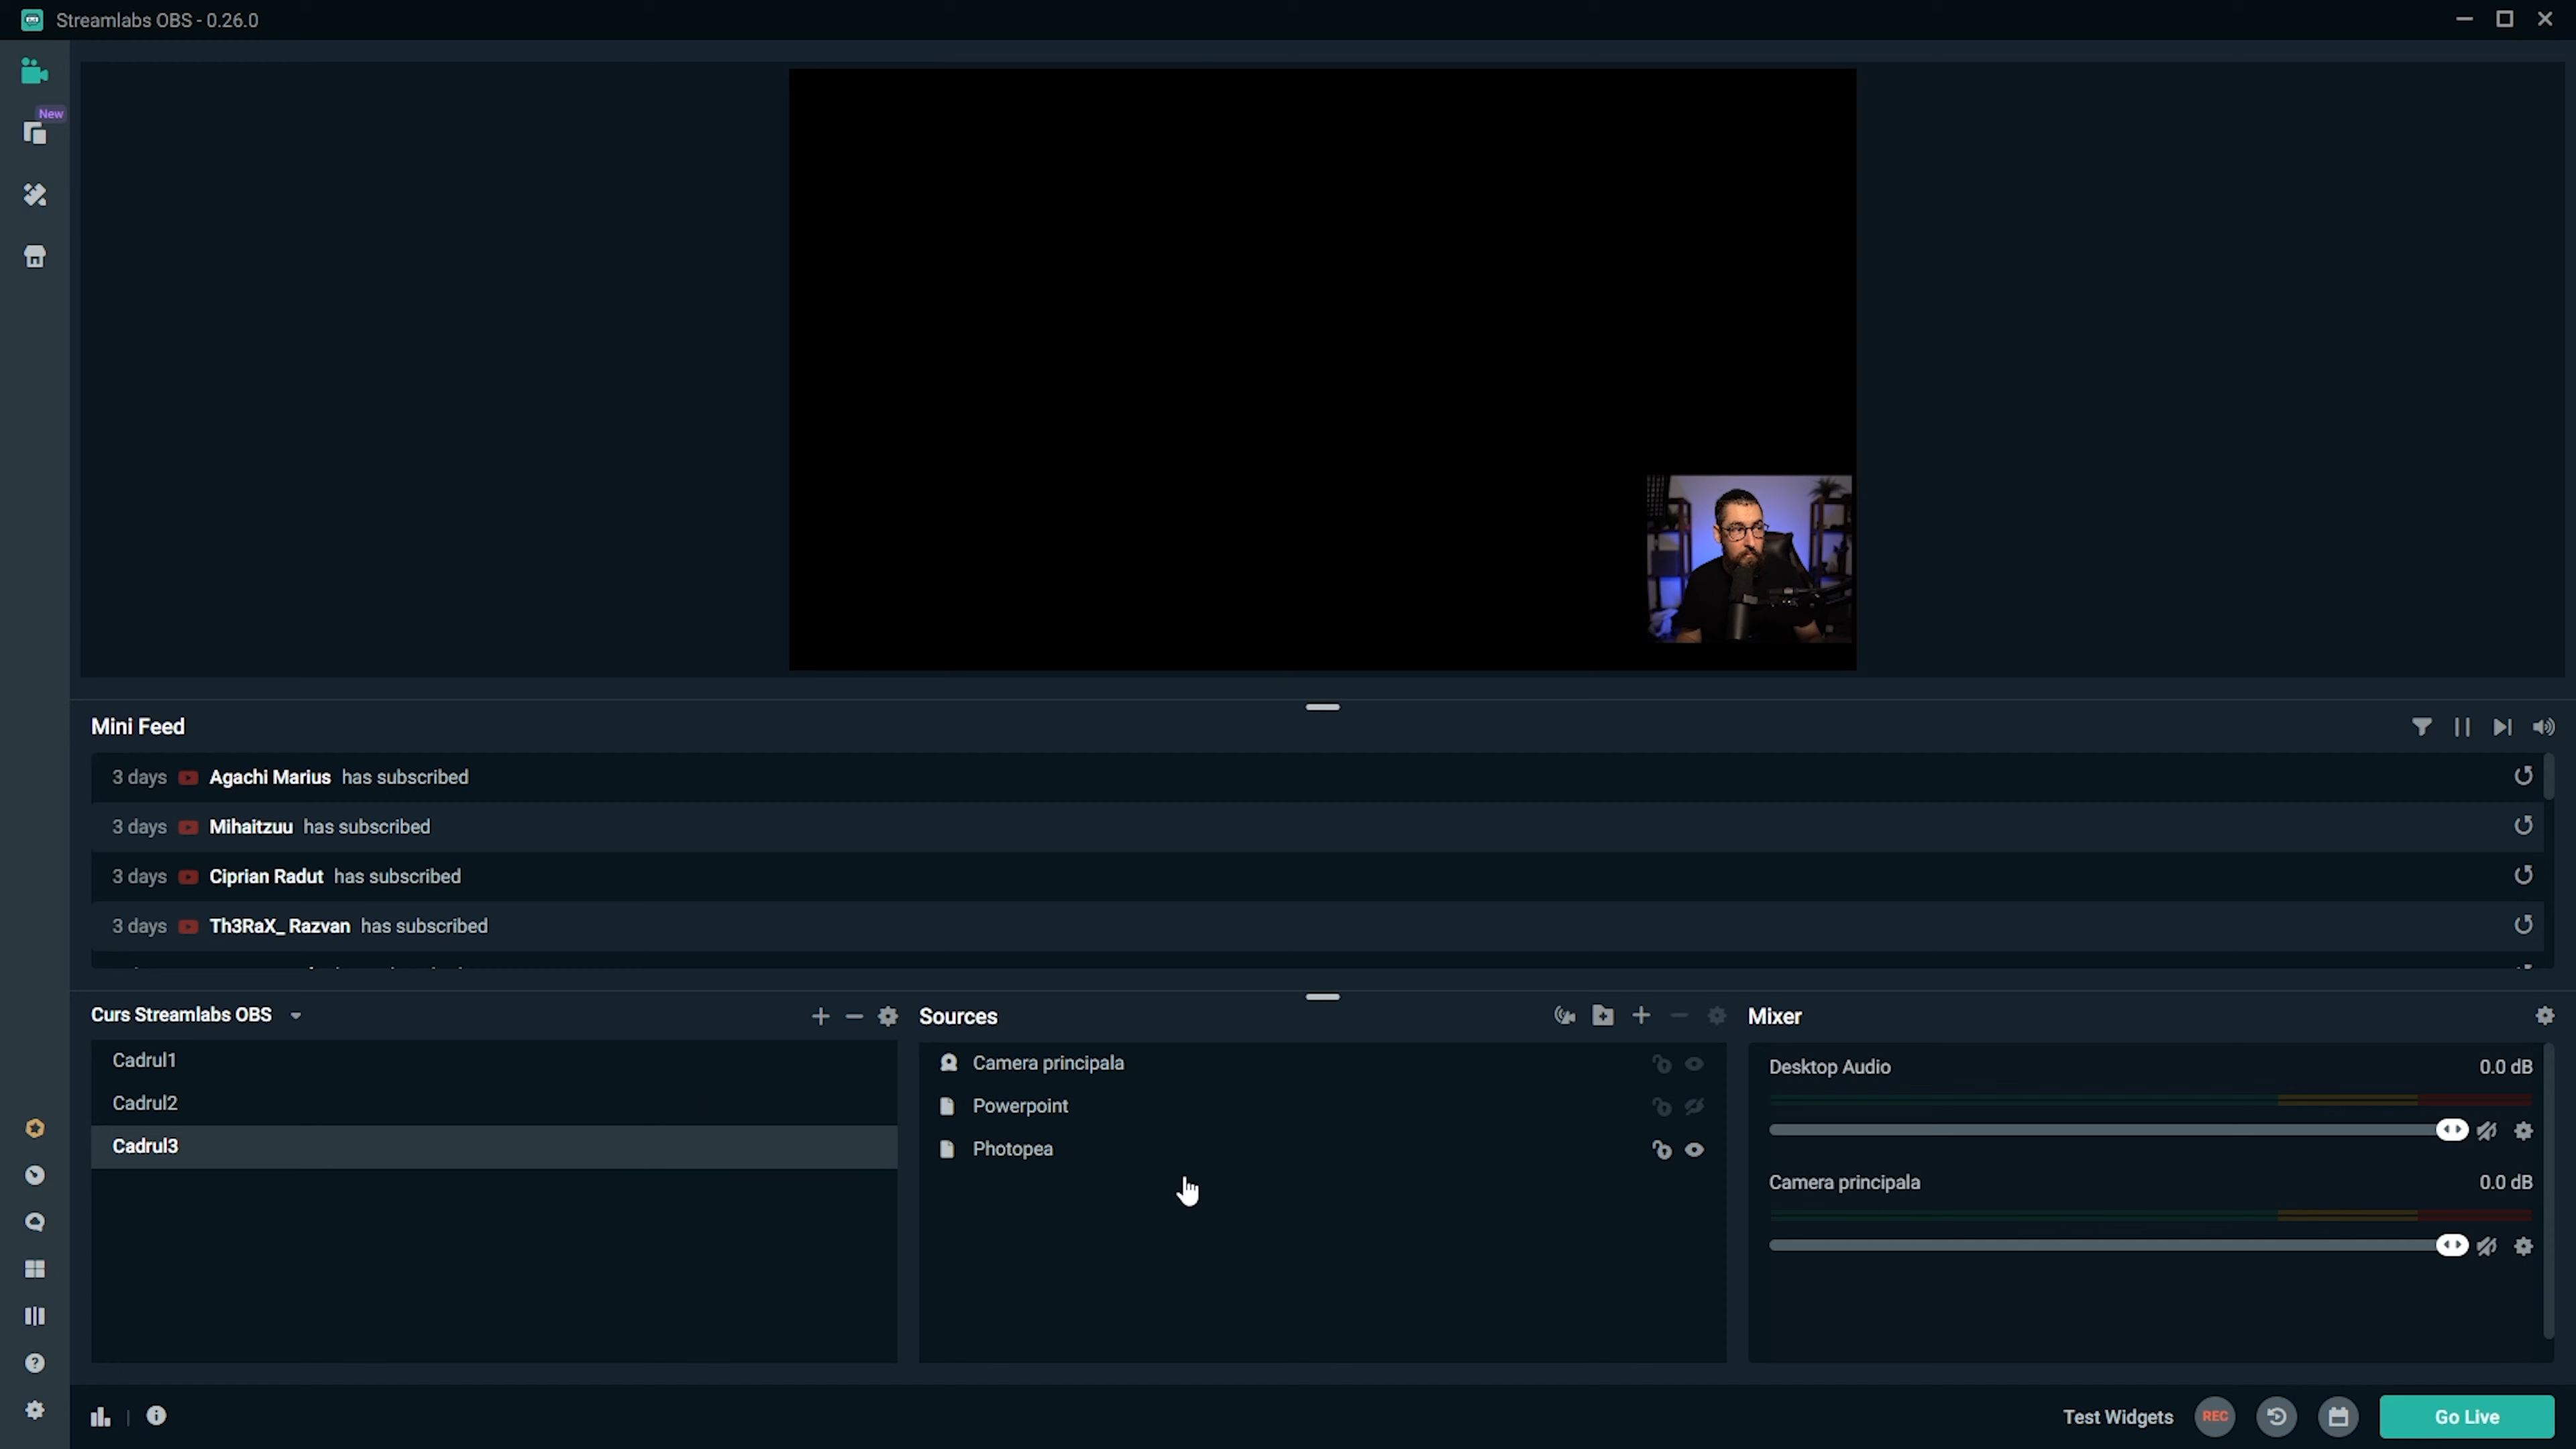 Streamlabs OBS - 0.26.0
New
Mini Feed
3 days Agachi Marius has subscribed
3 days Mihaitzuu has subscribed
3 days Ciprian Radut has subscribed
3 days Th3RaX_ Razvan has subscribed
Curs Streamlabs OBS
Cadrul1
Cadrul2
Cadrul3
Sources
Camera principala
Powerpoint
Photopea
Mixer
Desktop Audio 0.0 dB
Camera principala 0.0 dB
Test Widgets
REC
Go Live